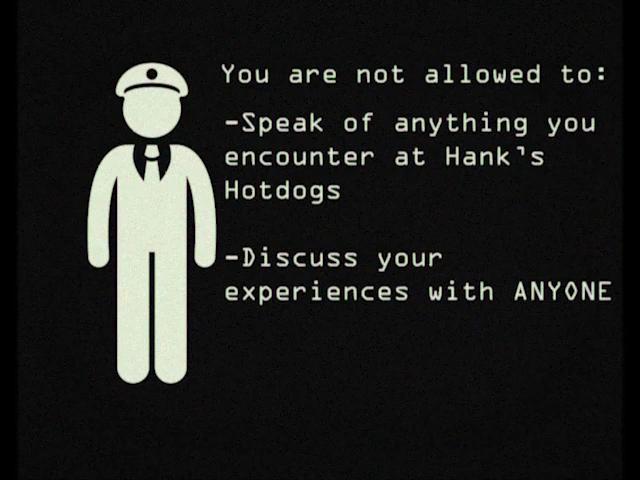 You are not allowed to:
-Speak of anything you
encounter at Hank's
Hotdogs
-Discuss your
experiences with ANYONE